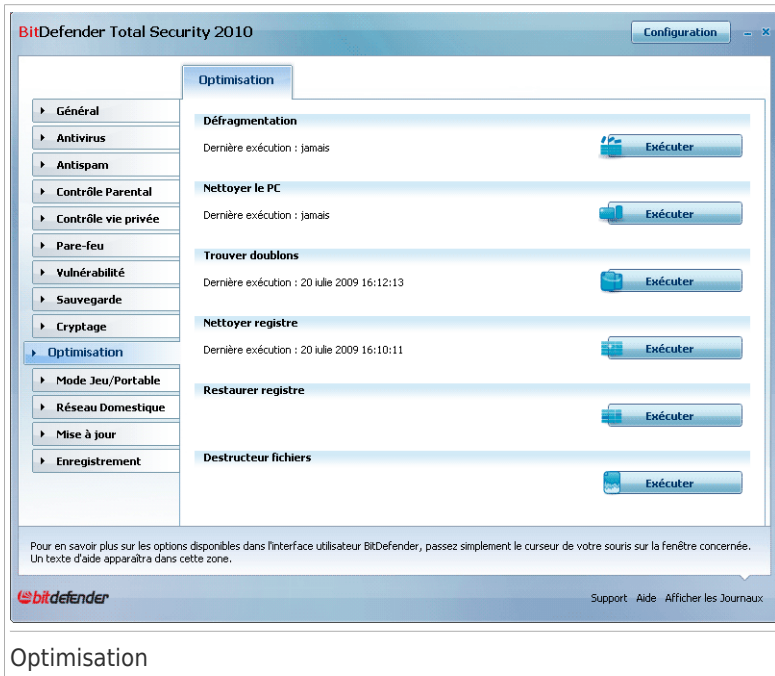 BitDefender Total Security 2010
Configuration
Optimisation
Général
Antivirus
Antispam
Contrôle Parental
Contrôle vie privée
Pare-feu
Vulnérabilité
Sauvegarde
Cryptage
Optimisation
Mode Jeu/Portable
Réseau Domestique
Mise à jour
Enregistrement
Défragmentation
Dernière exécution : jamais
Exécuter
Nettoyer le PC
Dernière exécution : jamais
Exécuter
Trouver doublons
Dernière exécution : 20 iulie 2009 16:12:13
Exécuter
Nettoyer registre
Dernière exécution : 20 iulie 2009 16:10:11
Exécuter
Restaurer registre
Exécuter
Destructeur fichiers
Exécuter
Pour en savoir plus sur les options disponibles dans l'interface utilisateur BitDefender, passez simplement le curseur de votre souris sur la fenêtre concernée.
Un texte d'aide apparaîtra dans cette zone.
bitdefender
Support Aide Afficher les Journaux
Optimisation